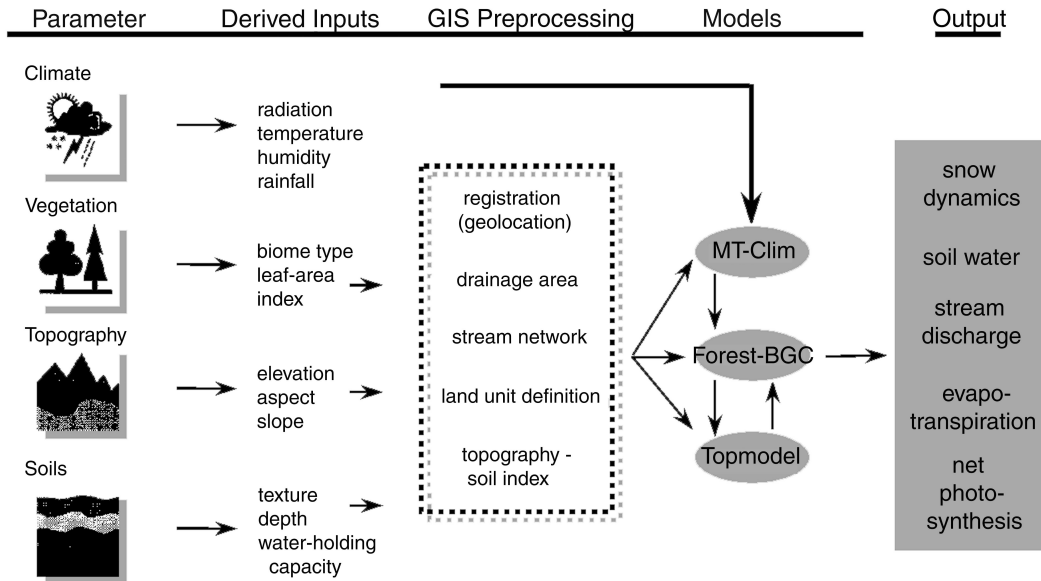 Parameter
Derived Inputs
GIS Preprocessing
Models
Output
Climate
radiation
temperature
humidity
rainfall
Vegetation
biome type
leaf-area
index
Topography
elevation
aspect
slope
Soils
texture
depth
water-holding
capacity
registration
(geolocation)
drainage area
stream network
land unit definition
topography -
soil index
MT-Clim
Forest-BGC
Topmodel
snow
dynamics
soil water
stream
discharge
evapo-
transpiration
net
photo-
synthesis